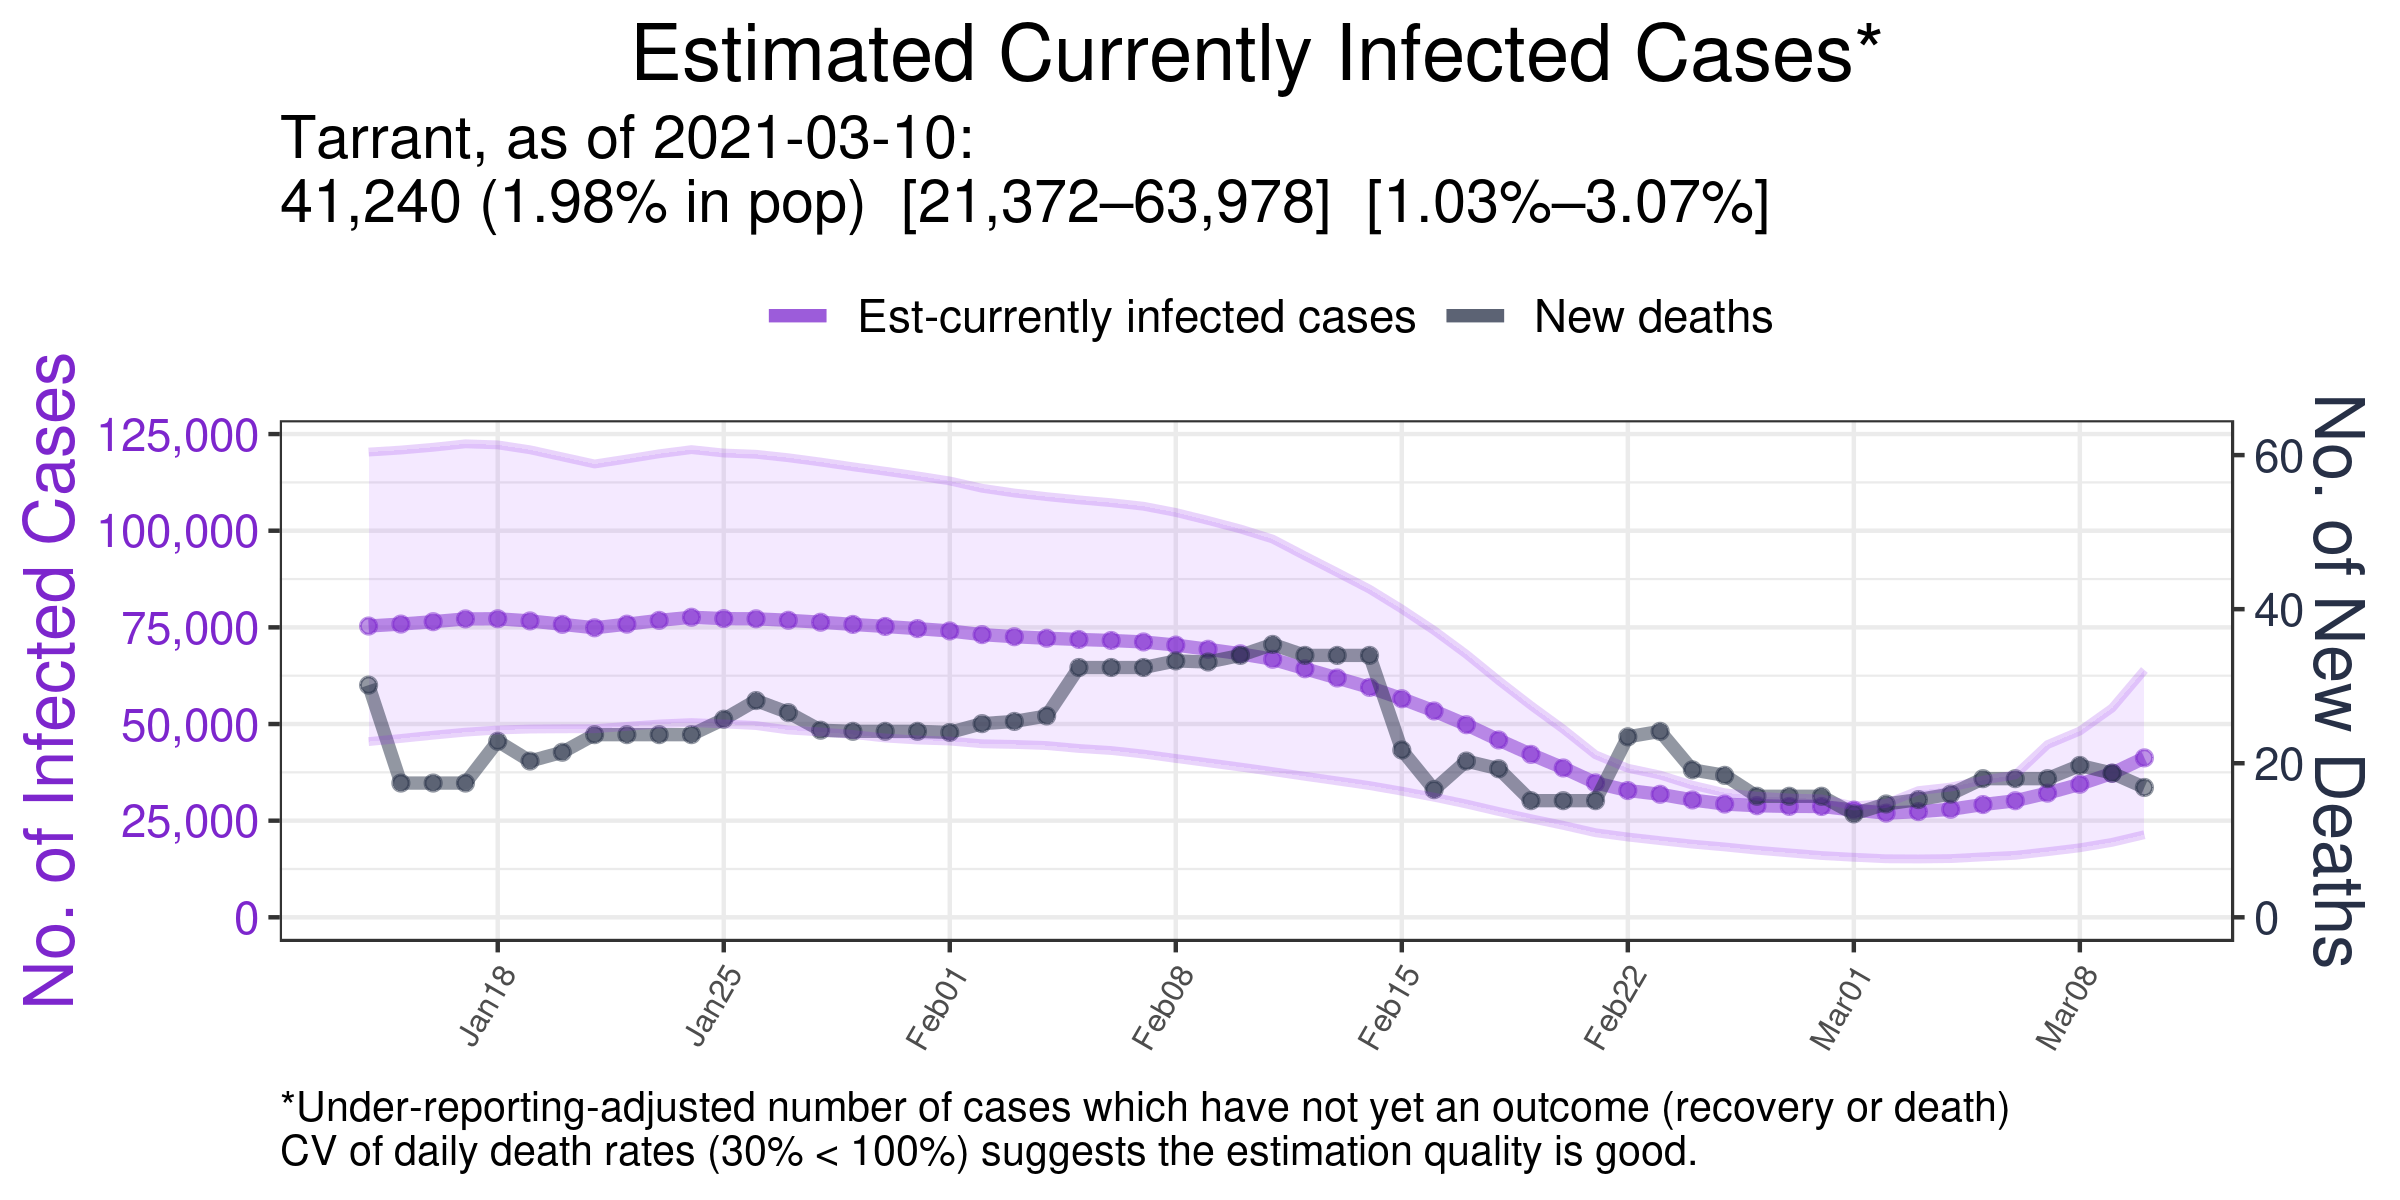 Estimated Currently Infected Cases*
Tarrant, as of 2021-03-10:
41,240 (1.98% in pop) [21,372–63,978] [1.03%–3.07%]
Est-currently infected cases
New deaths
No. of Infected Cases
125,000
100,000
75,000
50,000
25,000
0
60
40
20
0
No. of New Deaths
Jan18
Jan25
Feb01
Feb08
Feb15
Feb22
Mar01
Mar08
*Under-reporting-adjusted number of cases which have not yet an outcome (recovery or death)
CV of daily death rates (30% < 100%) suggests the estimation quality is good.